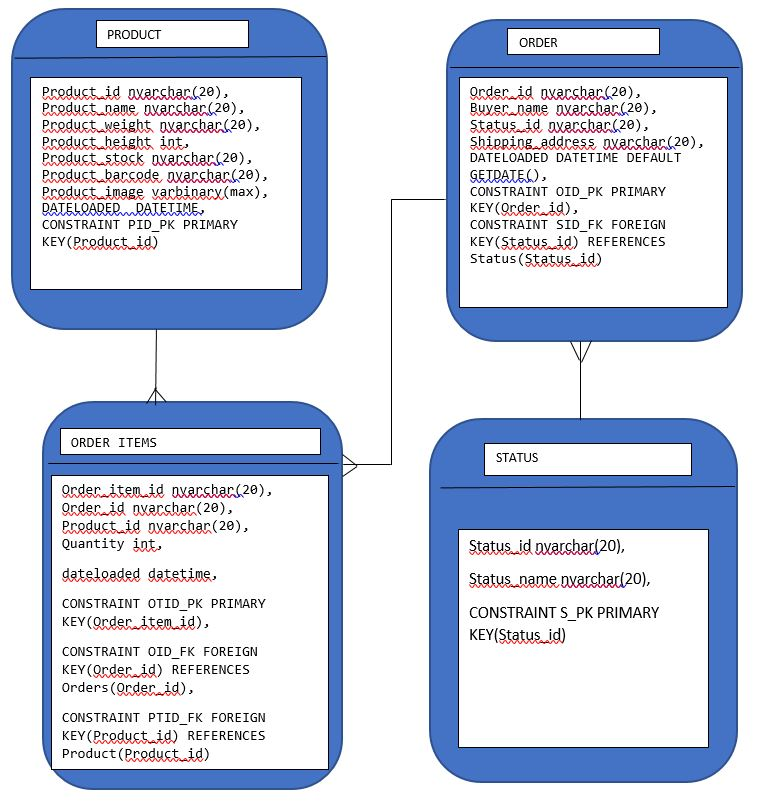 PRODUCT
Product_id nvarchar(20),
Product_name nvarchar(20),
Product_weight nvarchar(20),
Product_height int,
Product_stock nvarchar(20),
Product_barcode nvarchar(20),
Product_image varbinary(max),
DATELOADED DATETIME,
CONSTRAINT PID_PK PRIMARY
KEY(Product_id)
ORDER
Order_id nvarchar(20),
Buyer_name nvarchar(20),
Status_id nvarchar(20),
Shipping_address nvarchar(20),
DATELOADED DATETIME DEFAULT
GETDATE(),
CONSTRAINT OID_PK PRIMARY
KEY(Order_id),
CONSTRAINT SID_FK FOREIGN
KEY(Status_id) REFERENCES
Status(Status_id)
ORDER ITEMS
Order_item_id nvarchar(20),
Order_id nvarchar(20),
Product_id nvarchar(20),
Quantity int,
dateloaded datetime,
CONSTRAINT OTID_PK PRIMARY
KEY(Order_item_id),
CONSTRAINT OID_FK FOREIGN
KEY(Order_id) REFERENCES
Orders(Order_id),
CONSTRAINT PTID_FK FOREIGN
KEY(Product_id) REFERENCES
Product(Product_id)
STATUS
Status_id nvarchar(20),
Status_name nvarchar(20),
CONSTRAINT S_PK PRIMARY
KEY(Status_id)